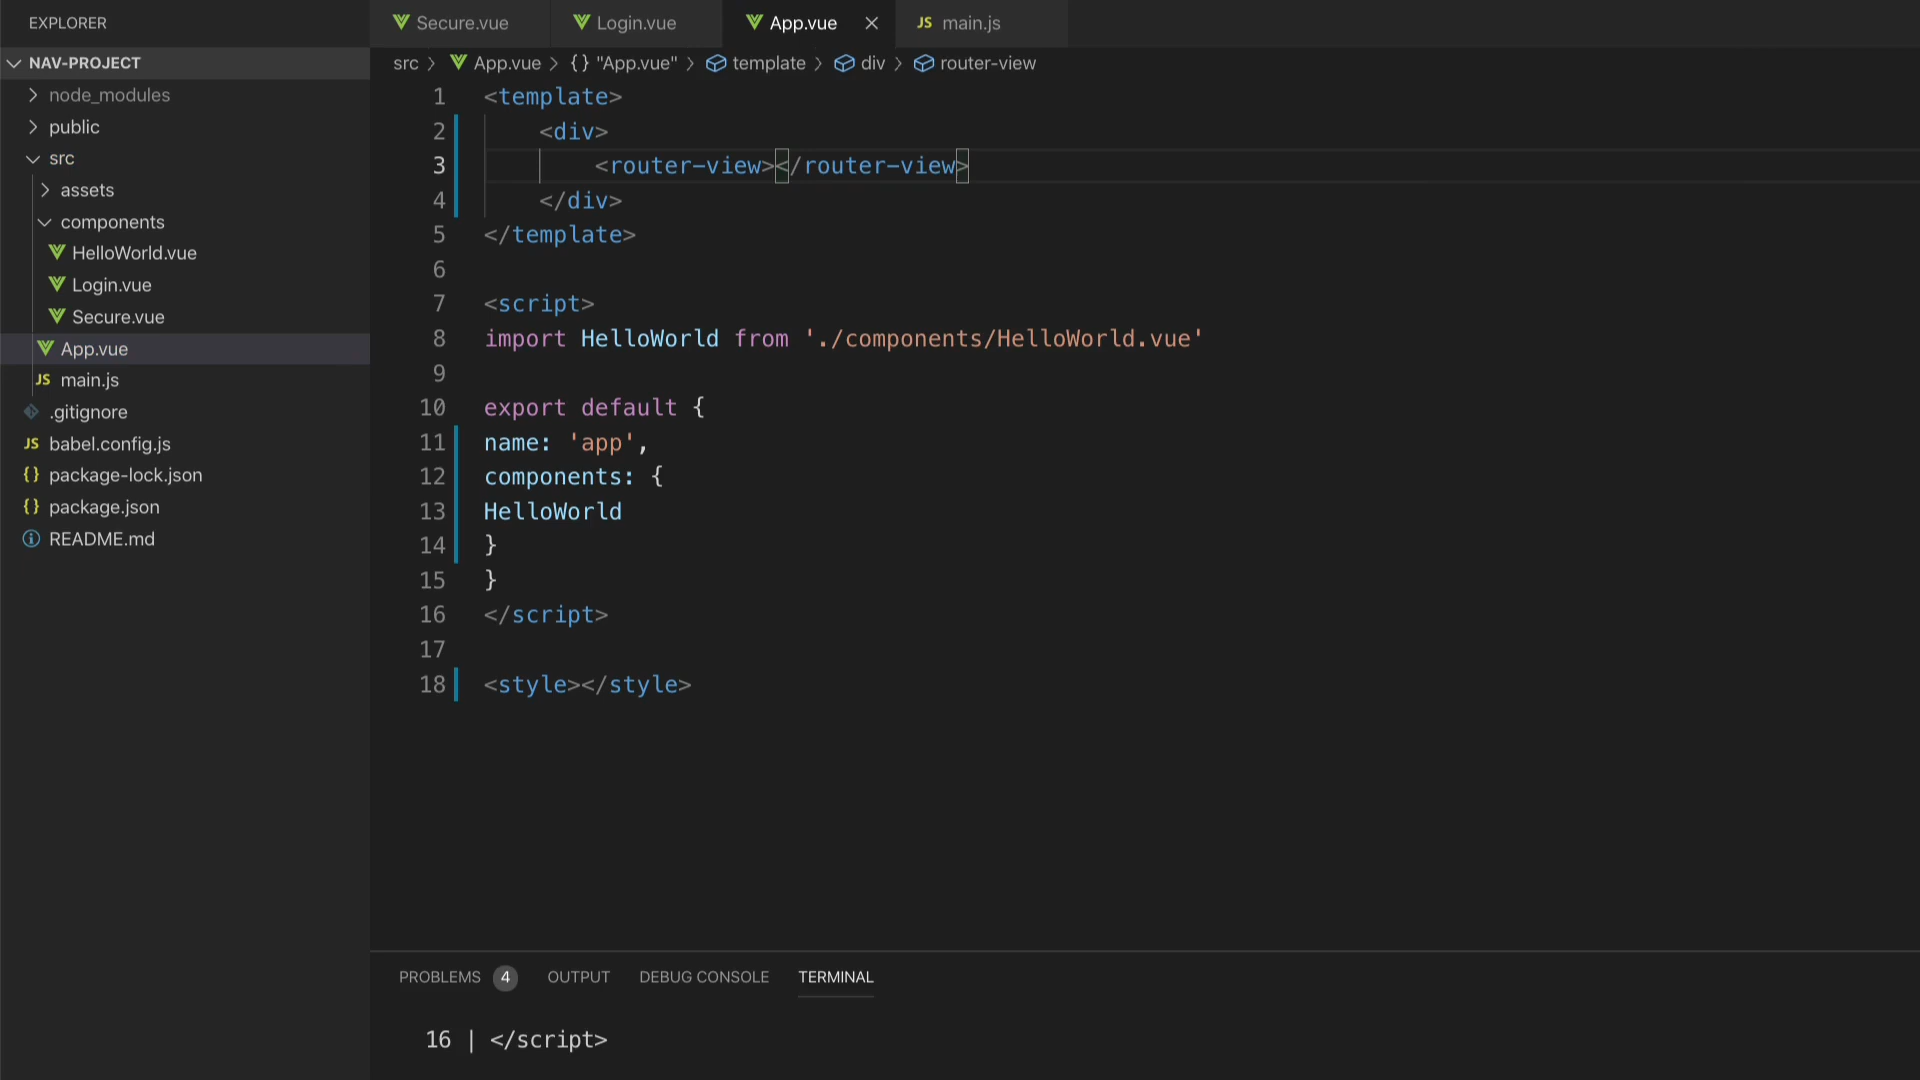 EXPLORER
NAV-PROJECT
node_modules
public
src
assets
components
HelloWorld.vue
Login.vue
Secure.vue
App.vue
JS main.js
.gitignore
JS babel.config.js
{} package-lock.json
{} package.json
README.md
Secure.vue Login.vue App.vue JS main.js
src > App.vue > {} "App.vue" > template > div > router-view
1 <template>
2 <div>
3 <router-view></router-view>
4 </div>
5 </template>
6
7 <script>
8 import HelloWorld from './components/HelloWorld.vue'
9
10 export default {
11 name: 'app',
12 components: {
13 HelloWorld
14 }
15 }
16 </script>
17
18 <style></style>
PROBLEMS 4 OUTPUT DEBUG CONSOLE TERMINAL
16 | </script>